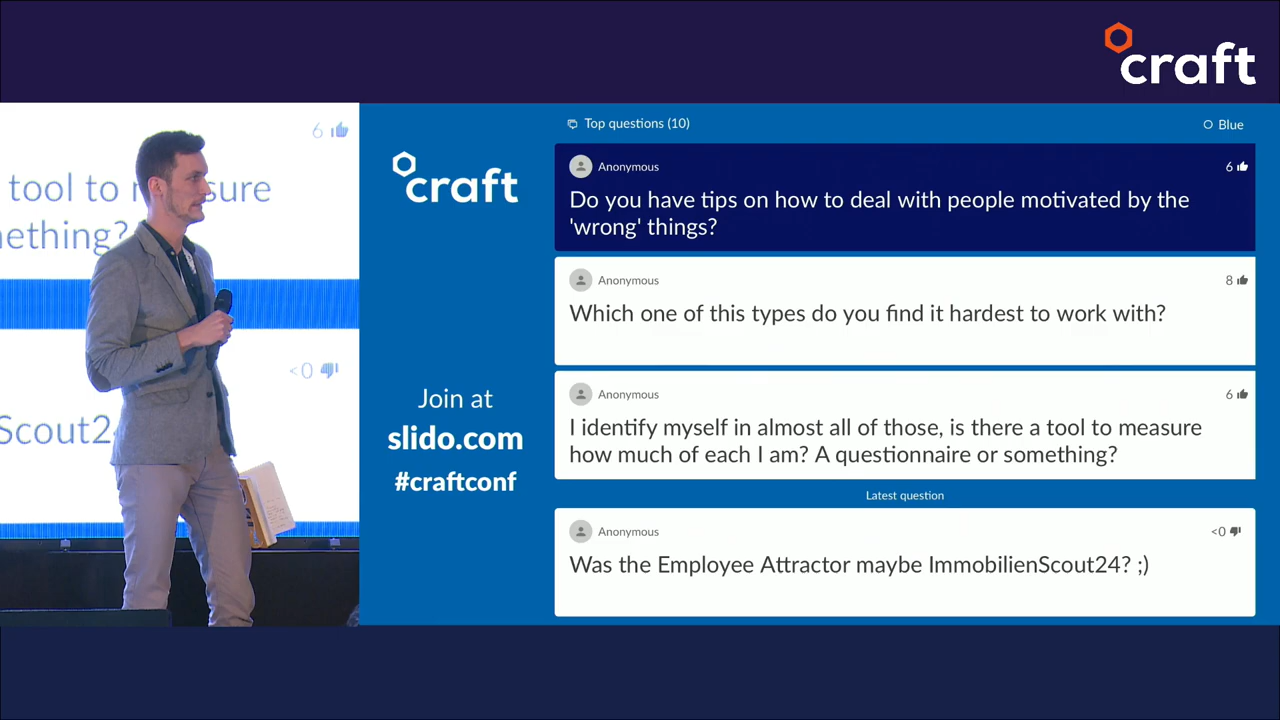 craft
6
tool to measure
ething?
<0
Scout2
craft
Join at
slido.com
#craftconf
Top questions (10)
Blue
Anonymous
6
Do you have tips on how to deal with people motivated by the
'wrong' things?
Anonymous
8
Which one of this types do you find it hardest to work with?
Anonymous
6
I identify myself in almost all of those, is there a tool to measure
how much of each I am? A questionnaire or something?
Latest question
Anonymous
<0
Was the Employee Attractor maybe ImmobilienScout24? ;)